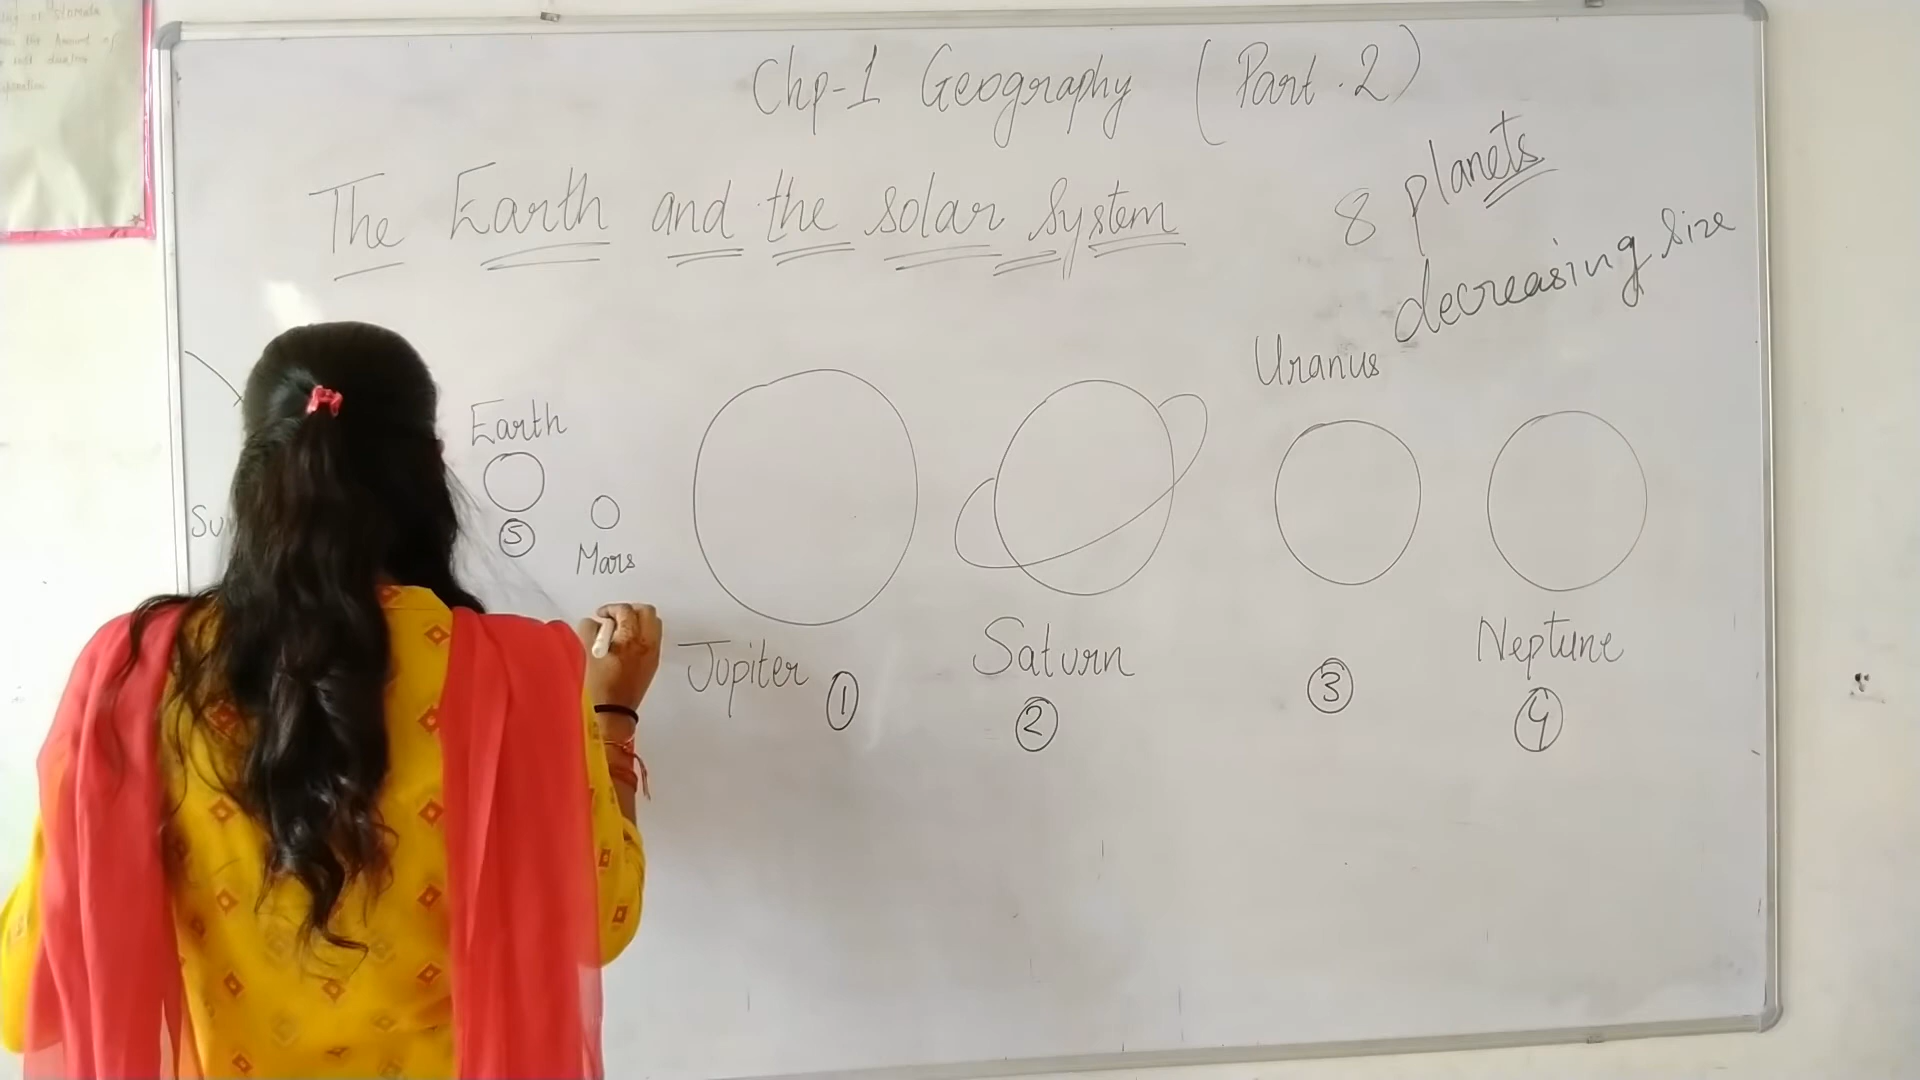 Chp-1 Geography (Part.2)
The Earth and the solar system
8 planets
decreasing size
Uranus
Earth
5
Mars
Jupiter 1
Saturn
2
3
Neptune
4